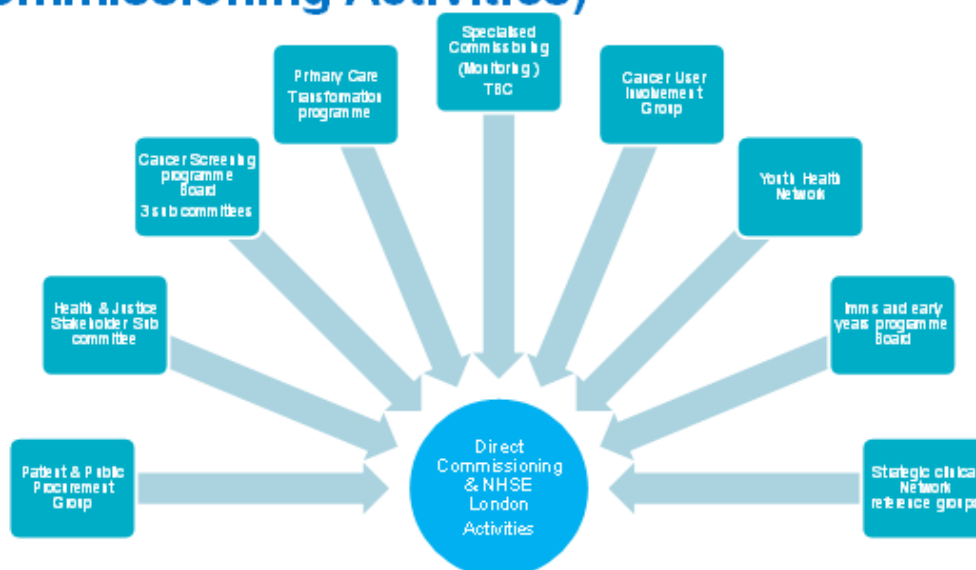 ommissioning Activities)
Specialised
Commissioning
(Monitoring)
TBC
Primary Care
Transformation
programme
Cancer User
Involvement
Group
Cancer Screening
programme
Board
3 sub committees
Youth Health
Network
Health & Justice
Stakeholder Sub
committee
Imms and early
years programme
Board
Patient & Public
Procurement
Group
Direct
Commissioning
& NHSE
London
Activities
Strategic clinica
Network
reference groups